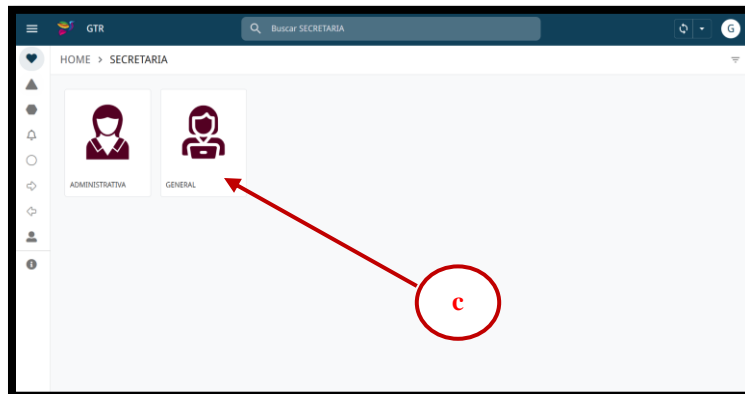 GTR
Buscar SECRETARIA
G
HOME > SECRETARIA
ADMINISTRATIVA
GENERAL
c